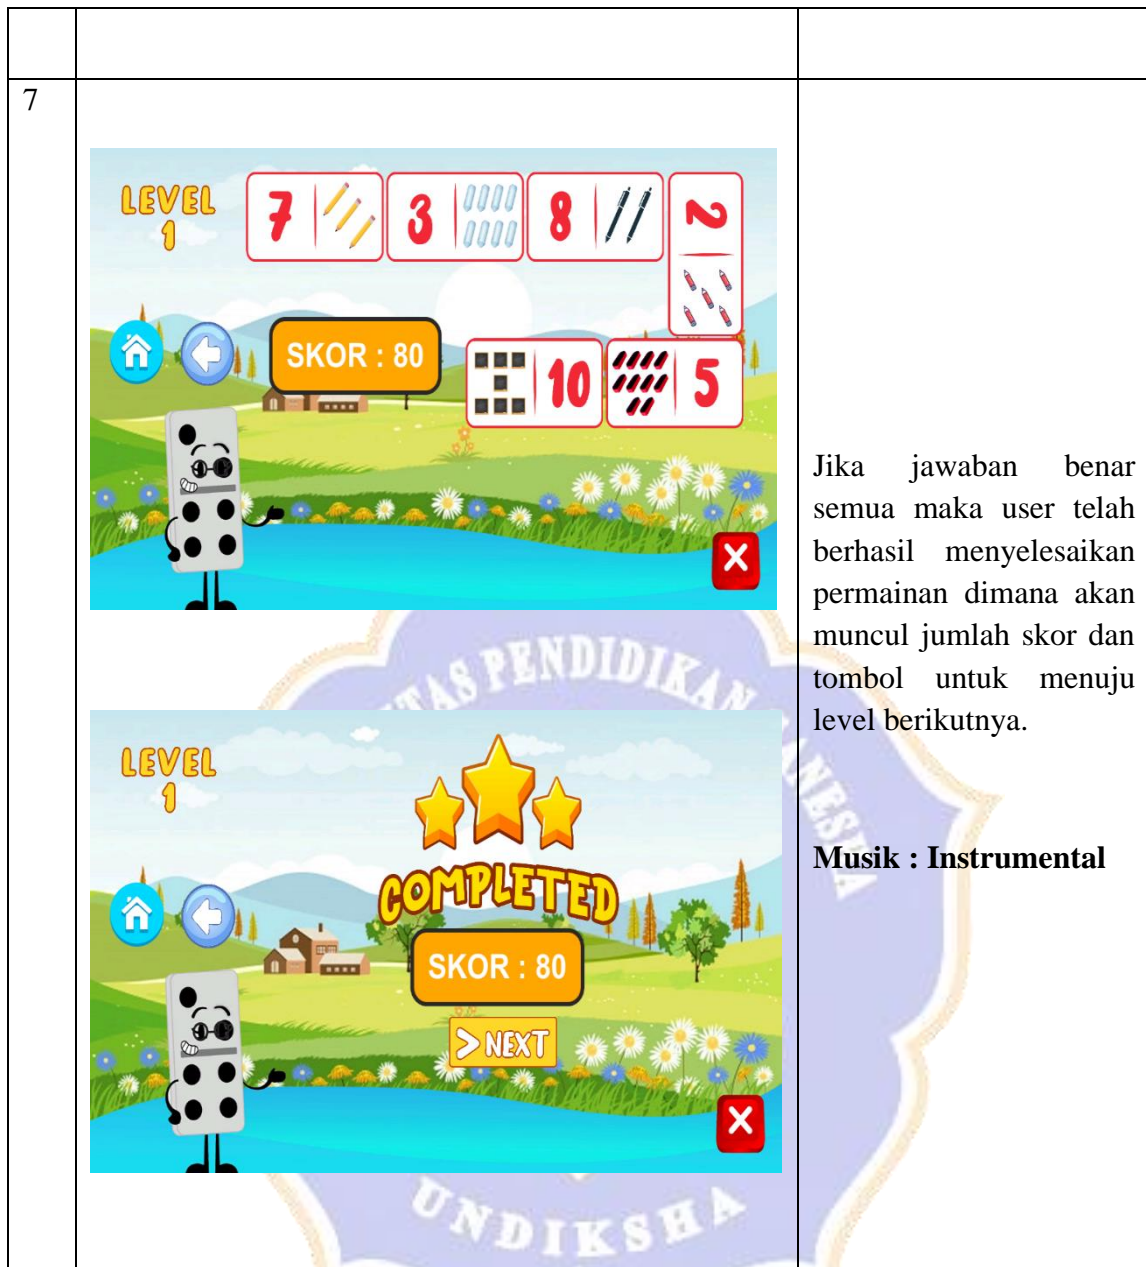 7
LEVEL
1
7 3 8 2
SKOR : 80
10 5
X
Jika jawaban benar
semua maka user telah
berhasil menyelesaikan
permainan dimana akan
muncul jumlah skor dan
tombol untuk menuju
level berikutnya.
Musik : Instrumental
LEVEL
1
COMPLETED
SKOR : 80
> NEXT
X
TAS PENDIDIKAN GANESHA
UNDIKSHA